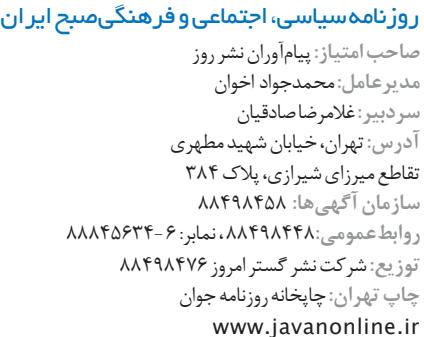 روزنامه سیاسی، اجتماعی و فرهنگی صبح ایران
صاحب امتیاز: پیام‌آوران نشر روز
مدیرعامل: محمدجواد اخوان
سردبیر: غلامرضا صادقیان
آدرس: تهران، خیابان شهید مطهری
تقاطع میرزای شیرازی، پلاک ۳۸۴
سازمان آگهی‌ها: ۸۸۴۹۸۴۵۸
روابط عمومی: ۸۸۴۹۸۴۴۸، نمابر: ۶ -۸۸۸۴۵۶۳۴
توزیع: شرکت نشر گستر امروز ۸۸۴۹۸۴۷۶
چاپ تهران: چاپخانه روزنامه جوان
www.javanonline.ir